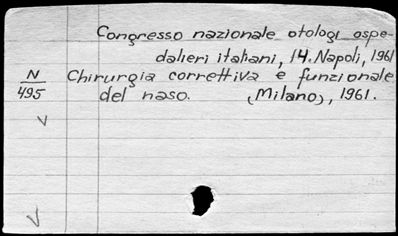 Congresso nazionale otologi ospe-
dalieri italiani, 14. Napoli, 1961
N
495
Chirurgia correttiva e funzionale
del naso. (Milano), 1961.